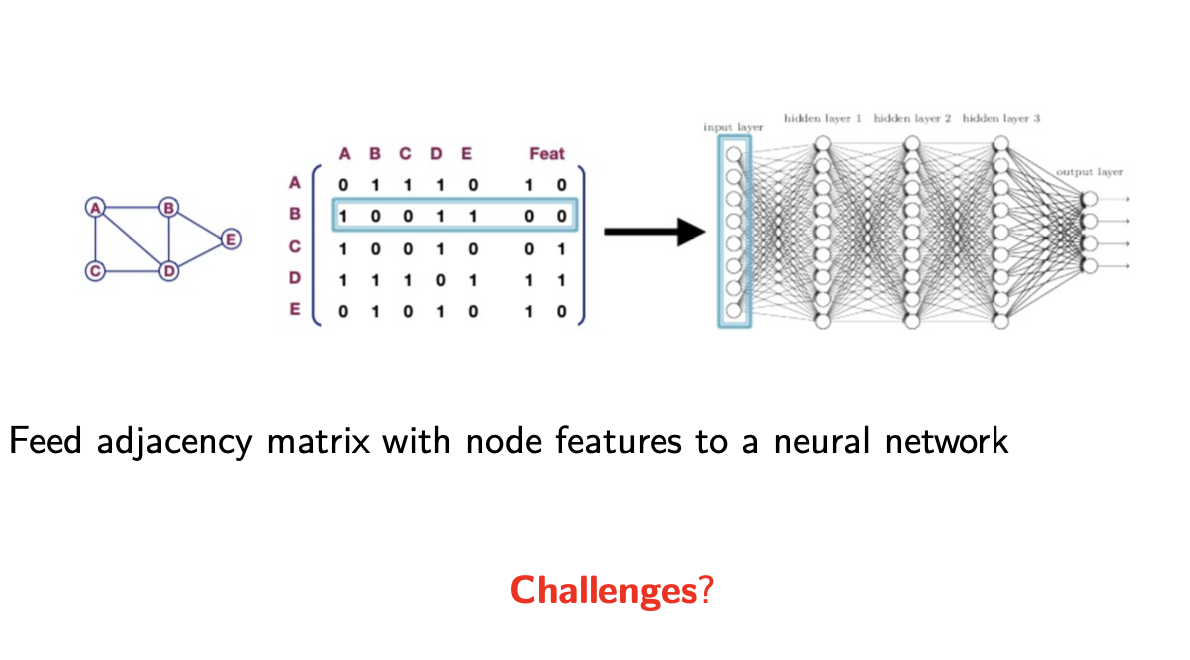 hidden layer 1 hidden layer 2 hidden layer 3
input layer
A B C D E Feat
output layer
A 0 1 1 1 0 1 0
B 1 0 0 1 1 0 0
C 1 0 0 1 0 0 1
D 1 1 1 0 1 1 1
E 0 1 0 1 0 1 0
A B
E
C D
Feed adjacency matrix with node features to a neural network
Challenges?